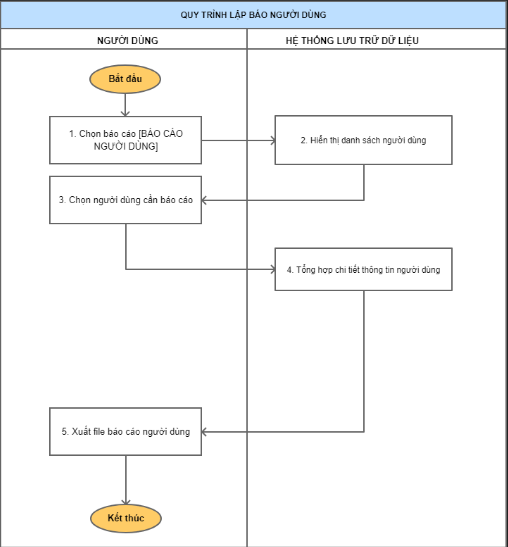 QUY TRÌNH LẬP BÁO NGƯỜI DÙNG
NGƯỜI DÙNG
HỆ THỐNG LƯU TRỮ DỮ LIỆU
Bắt đầu
1. Chọn báo cáo [BÁO CÁO
NGƯỜI DÙNG]
2. Hiển thị danh sách người dùng
3. Chọn người dùng cần báo cáo
4. Tổng hợp chi tiết thông tin người dùng
5. Xuất file báo cáo người dùng
Kết thúc